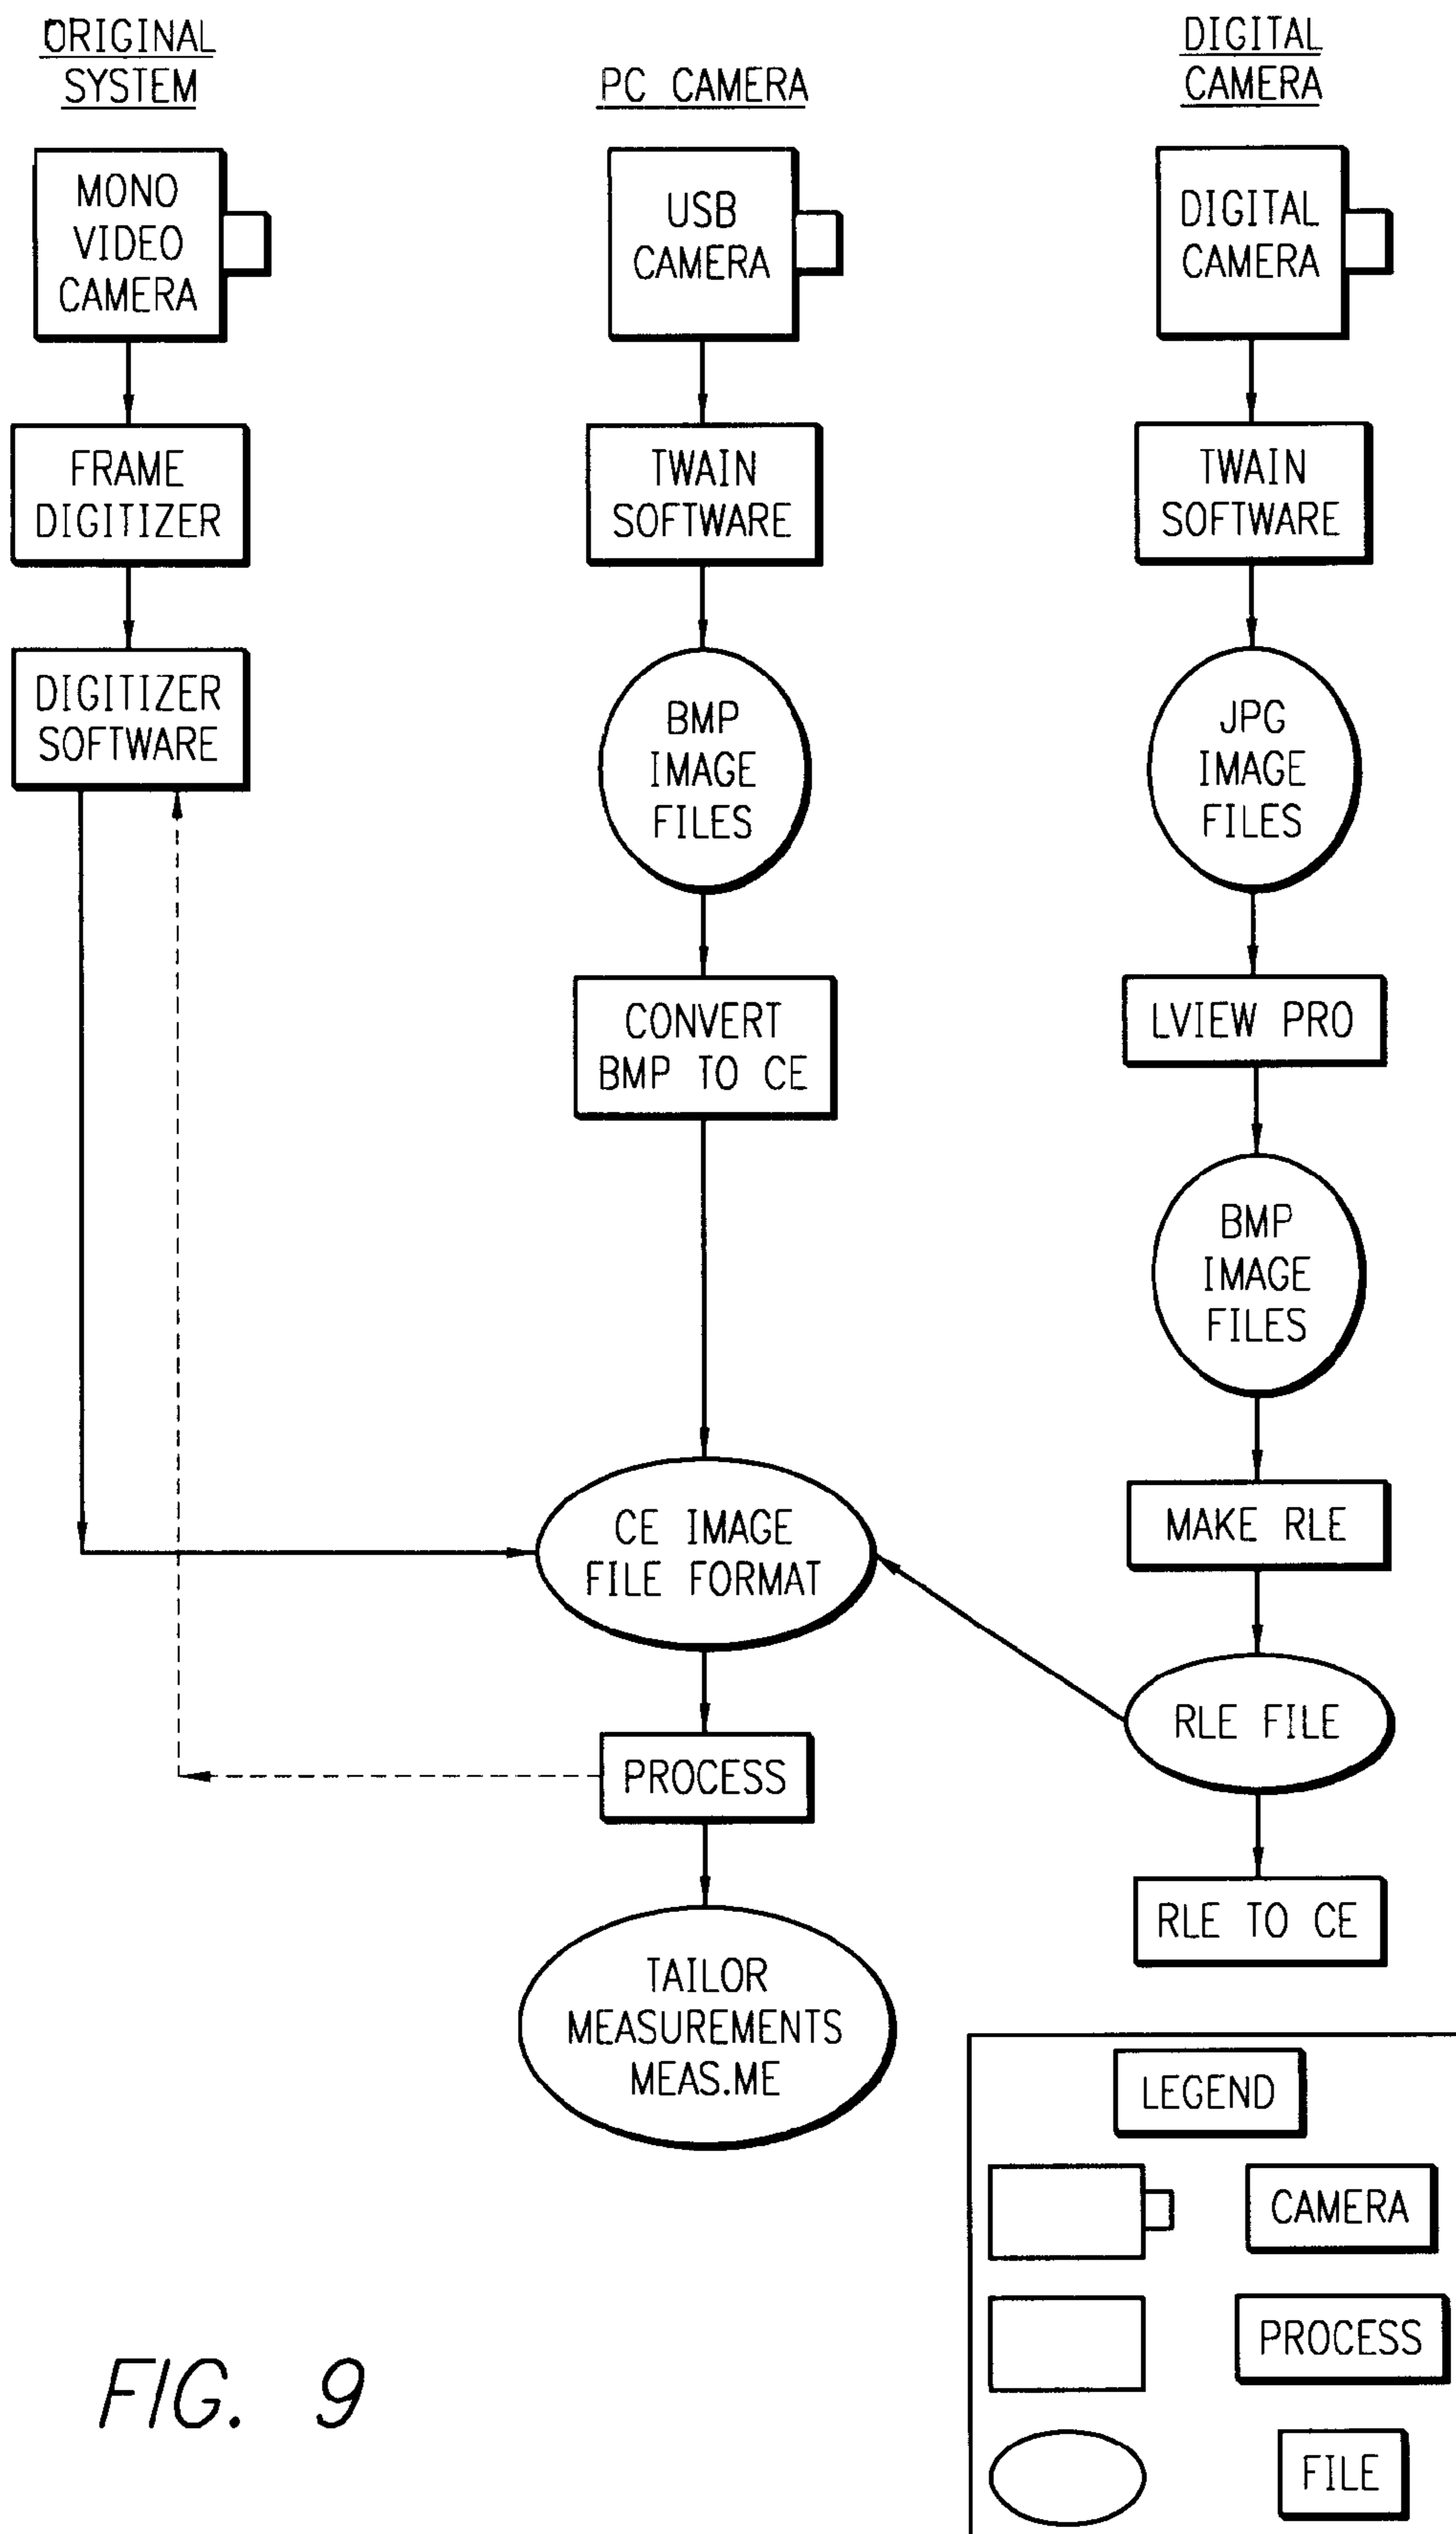 ORIGINAL
SYSTEM
MONO
VIDEO
CAMERA
FRAME
DIGITIZER
DIGITIZER
SOFTWARE
PC CAMERA
USB
CAMERA
TWAIN
SOFTWARE
BMP
IMAGE
FILES
CONVERT
BMP TO CE
CE IMAGE
FILE FORMAT
PROCESS
TAILOR
MEASUREMENTS
MEAS.ME
DIGITAL
CAMERA
DIGITAL
CAMERA
TWAIN
SOFTWARE
JPG
IMAGE
FILES
LVIEW PRO
BMP
IMAGE
FILES
MAKE RLE
RLE FILE
RLE TO CE
LEGEND
CAMERA
PROCESS
FILE
FIG. 9